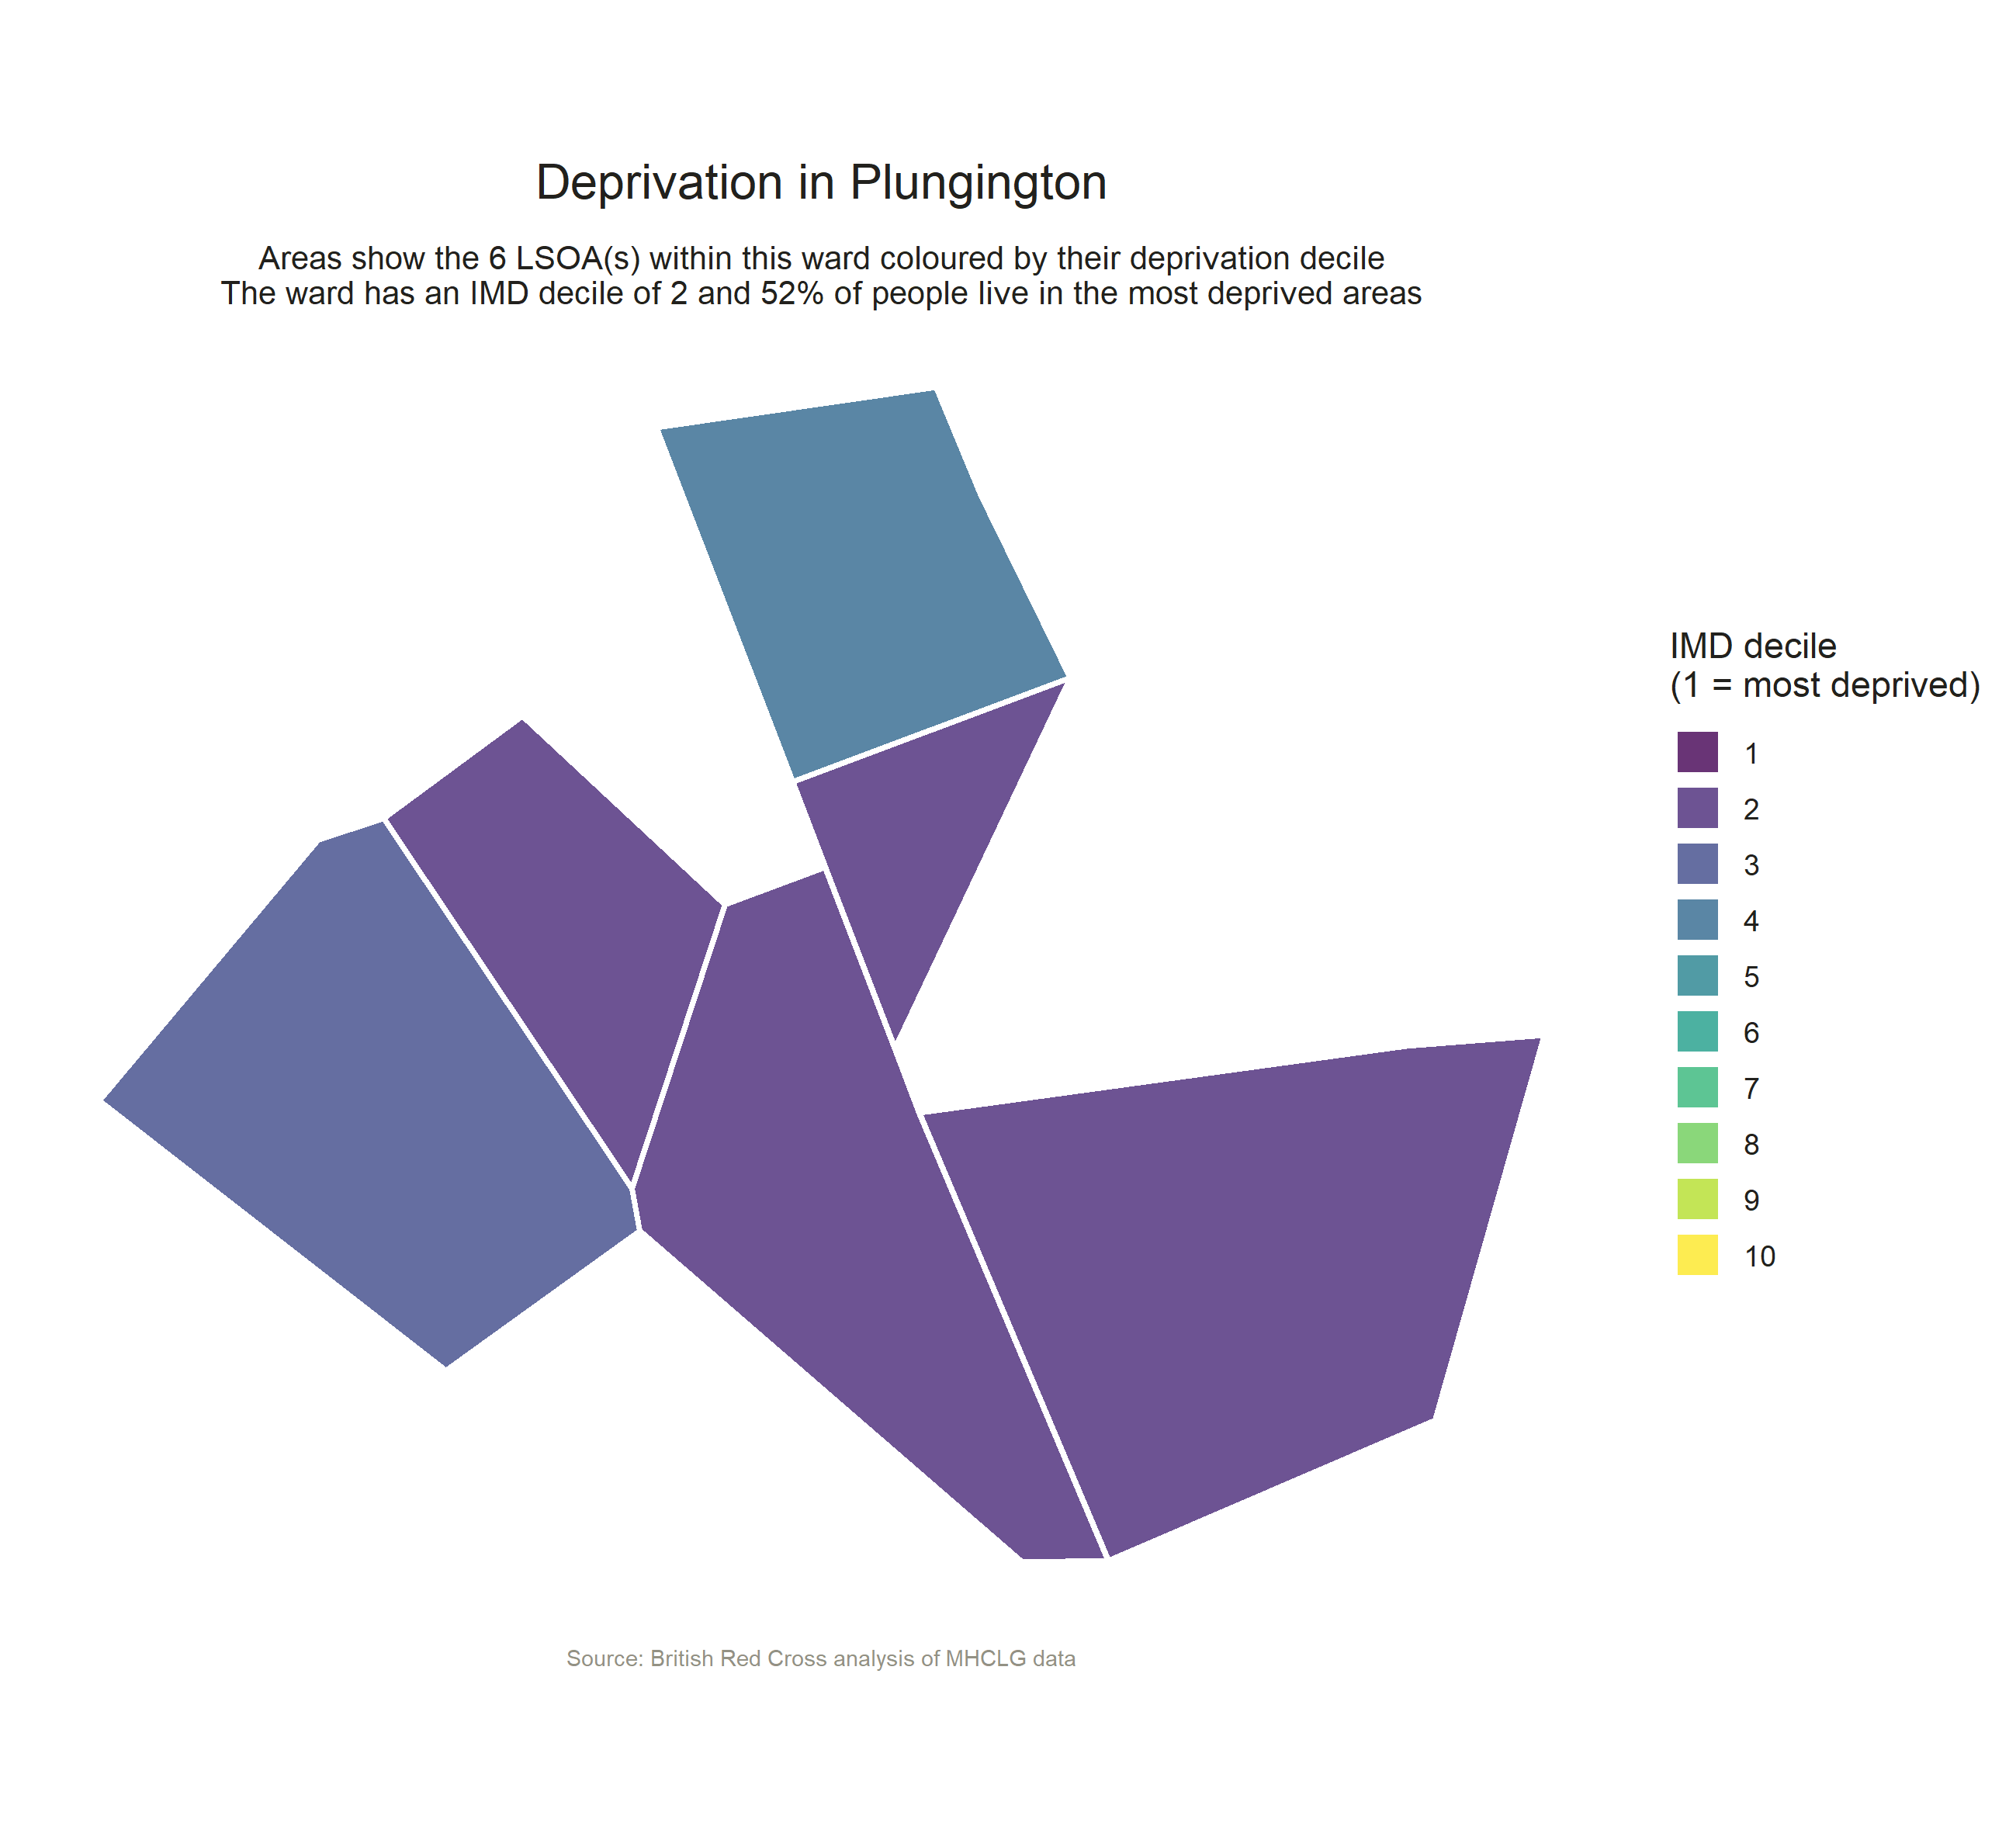 Deprivation in Plungington
Areas show the 6 LSOA(s) within this ward coloured by their deprivation decile
The ward has an IMD decile of 2 and 52% of people live in the most deprived areas
IMD decile
(1 = most deprived)
1
2
3
4
5
6
7
8
9
10
Source: British Red Cross analysis of MHCLG data